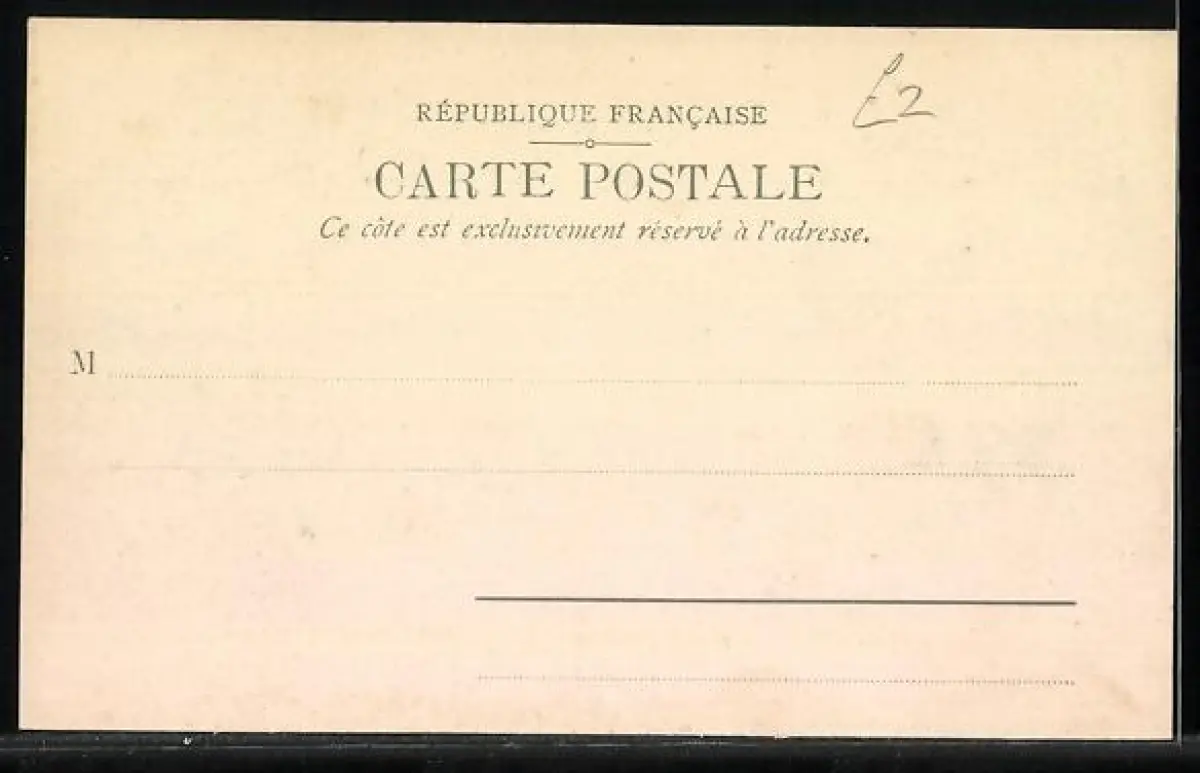 £2
RÉPUBLIQUE FRANÇAISE
CARTE POSTALE
Ce côte est exclusivement réservé à l'adresse.
M